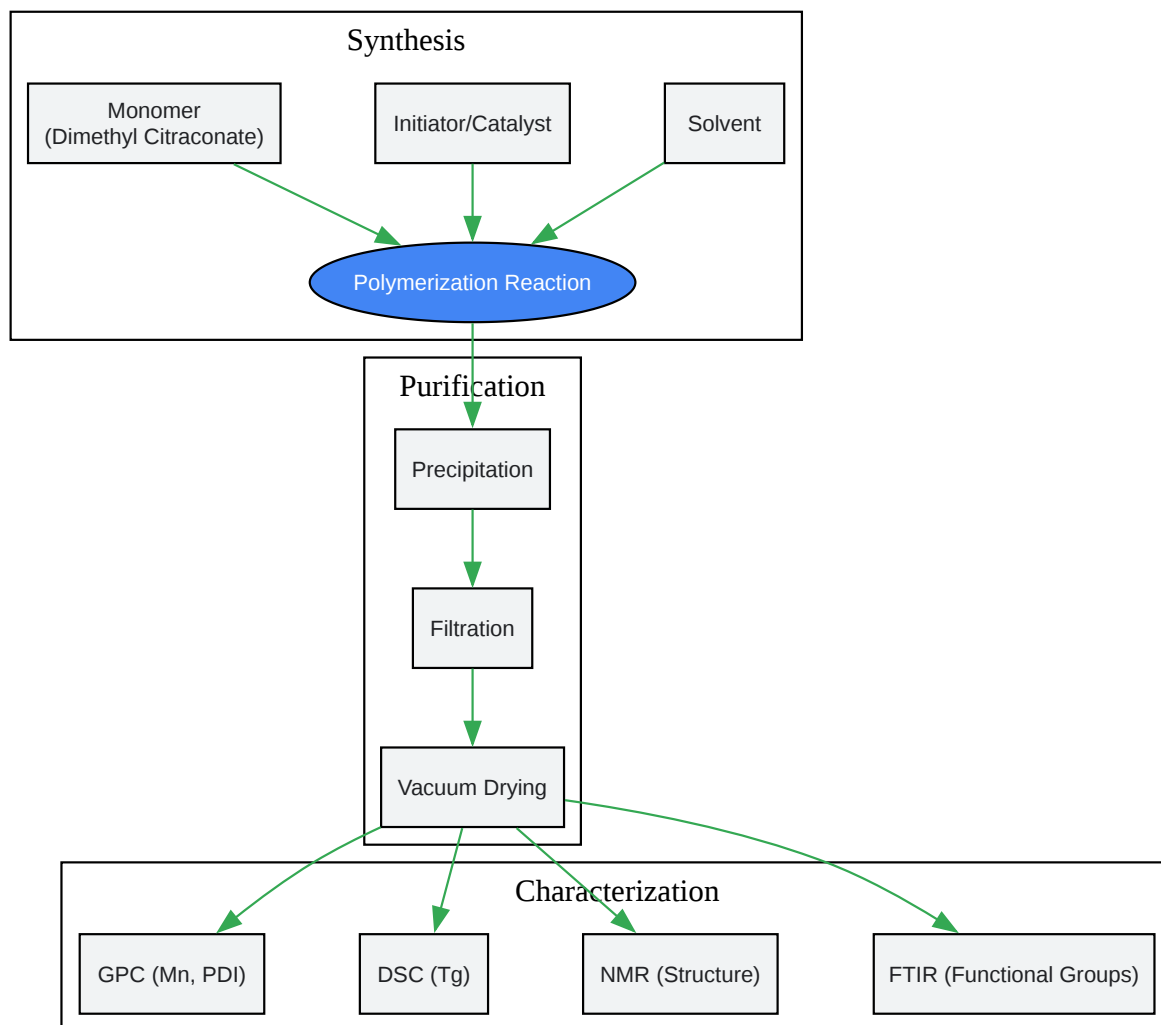 Synthesis
Monomer
(Dimethyl Citraconate)
Initiator/Catalyst
Solvent
Polymerization Reaction
Purification
Precipitation
Filtration
Vacuum Drying
Characterization
GPC (Mn, PDI)
DSC (Tg)
NMR (Structure)
FTIR (Functional Groups)